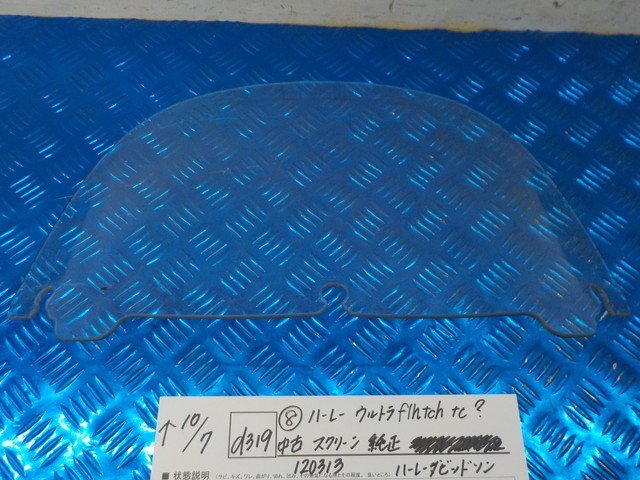 ↑ 10/7 d319 ⑧ ハーレー ウルトラ flhtch tc ?
中古 スクリーン 純正
120313 ハーレーダビッドソン
■ 状態説明